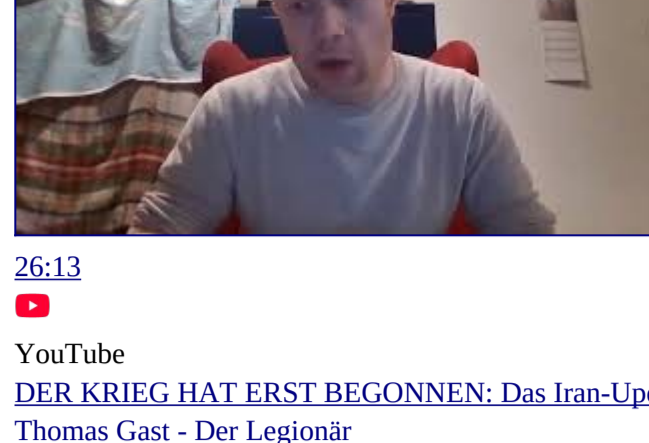 26:13
YouTube
DER KRIEG HAT ERST BEGONNEN: Das Iran-Up
Thomas Gast - Der Legionär